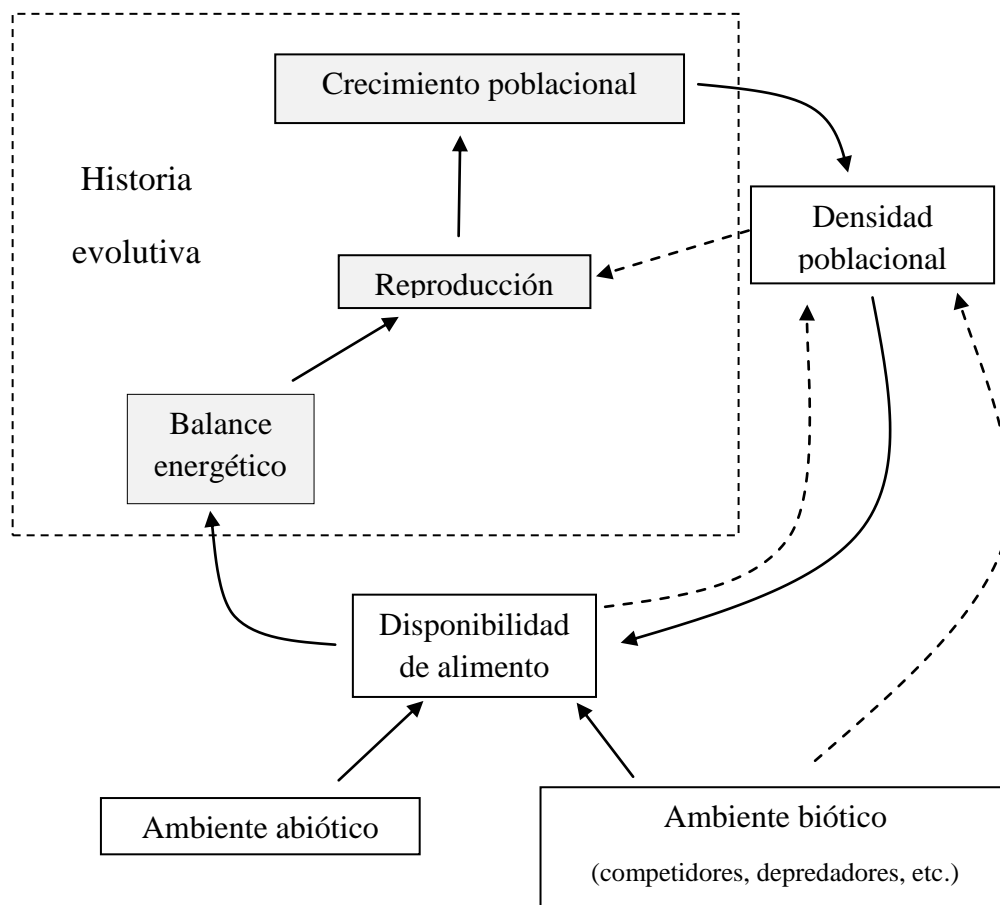 Crecimiento poblacional
Historia
evolutiva
Densidad
poblacional
Reproducción
Balance
energético
Disponibilidad
de alimento
Ambiente abiótico
Ambiente biótico
(competidores, depredadores, etc.)